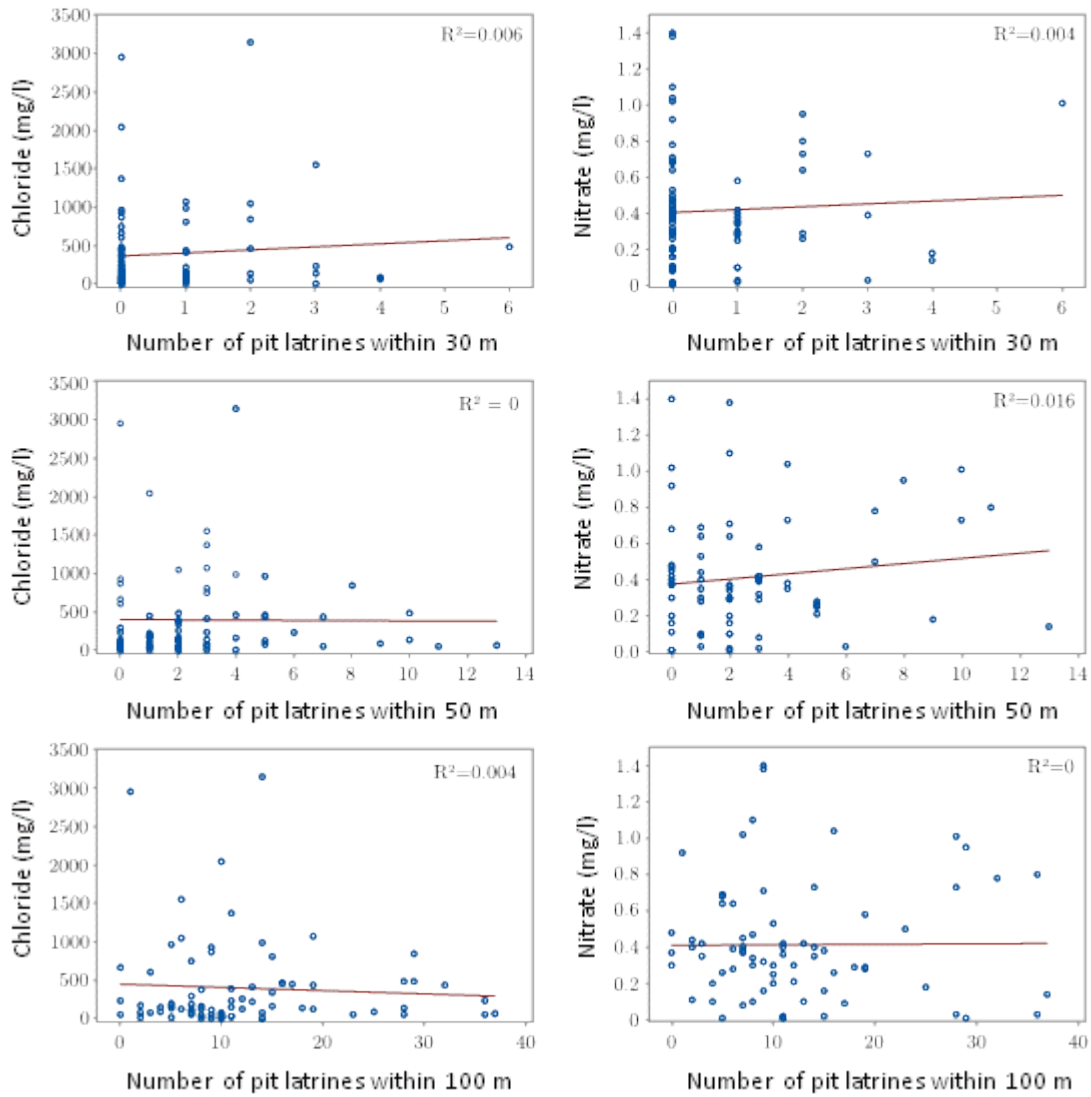 R²=0.006
Chloride (mg/l)
3500
3000
2500
2000
1500
1000
500
0
0 1 2 3 4 5 6
Number of pit latrines within 30 m
R²=0.004
Nitrate (mg/l)
1.4
1.2
1.0
0.8
0.6
0.4
0.2
0
0 1 2 3 4 6
Number of pit latrines within 30 m
R² = 0
Chloride (mg/l)
3500
3000
2500
2000
1500
1000
500
0
0 2 4 6 8 10 12 14
Number of pit latrines within 50 m
R²=0.016
Nitrate (mg/l)
1.4
1.2
1.0
0.8
0.6
0.4
0.2
0.0
0 2 4 6 8 10 12 14
Number of pit latrines within 50 m
R²=0.004
Chloride (mg/l)
3500
3000
2500
2000
1500
1000
500
0
0 10 20 30 40
Number of pit latrines within 100 m
R²=0
Nitrate (mg/l)
1.4
1.2
1.0
0.8
0.6
0.4
0.2
0
0 10 20 30 40
Number of pit latrines within 100 m